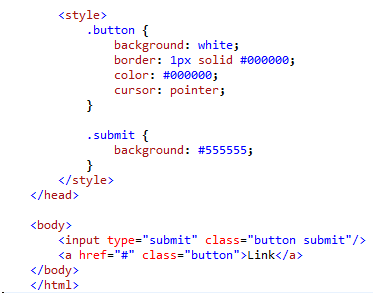 <style>
.button {
background: white;
border: 1px solid #000000;
color: #000000;
cursor: pointer;
}
.submit {
background: #555555;
}
</style>
</head>
<body>
<input type="submit" class="button submit"/>
<a href="#" class="button">Link</a>
</body>
</html>